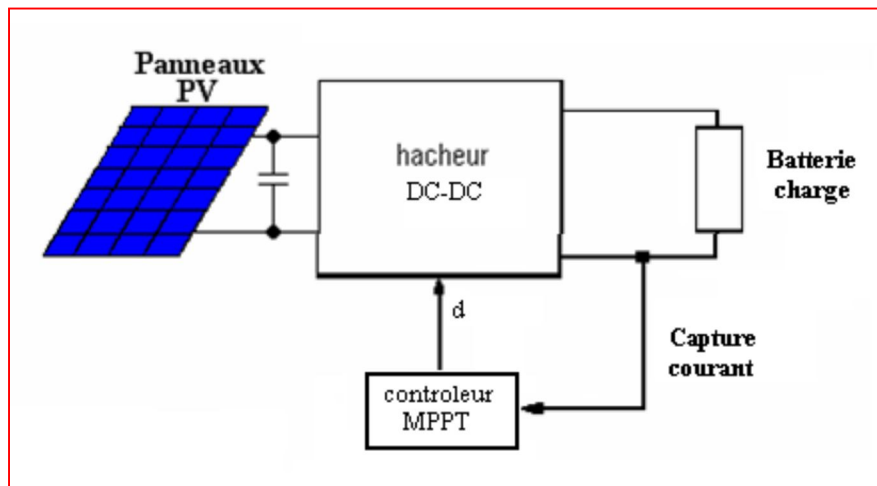 Panneaux
PV
hacheur
DC-DC
Batterie
charge
d
Capture
courant
controleur
MPPT